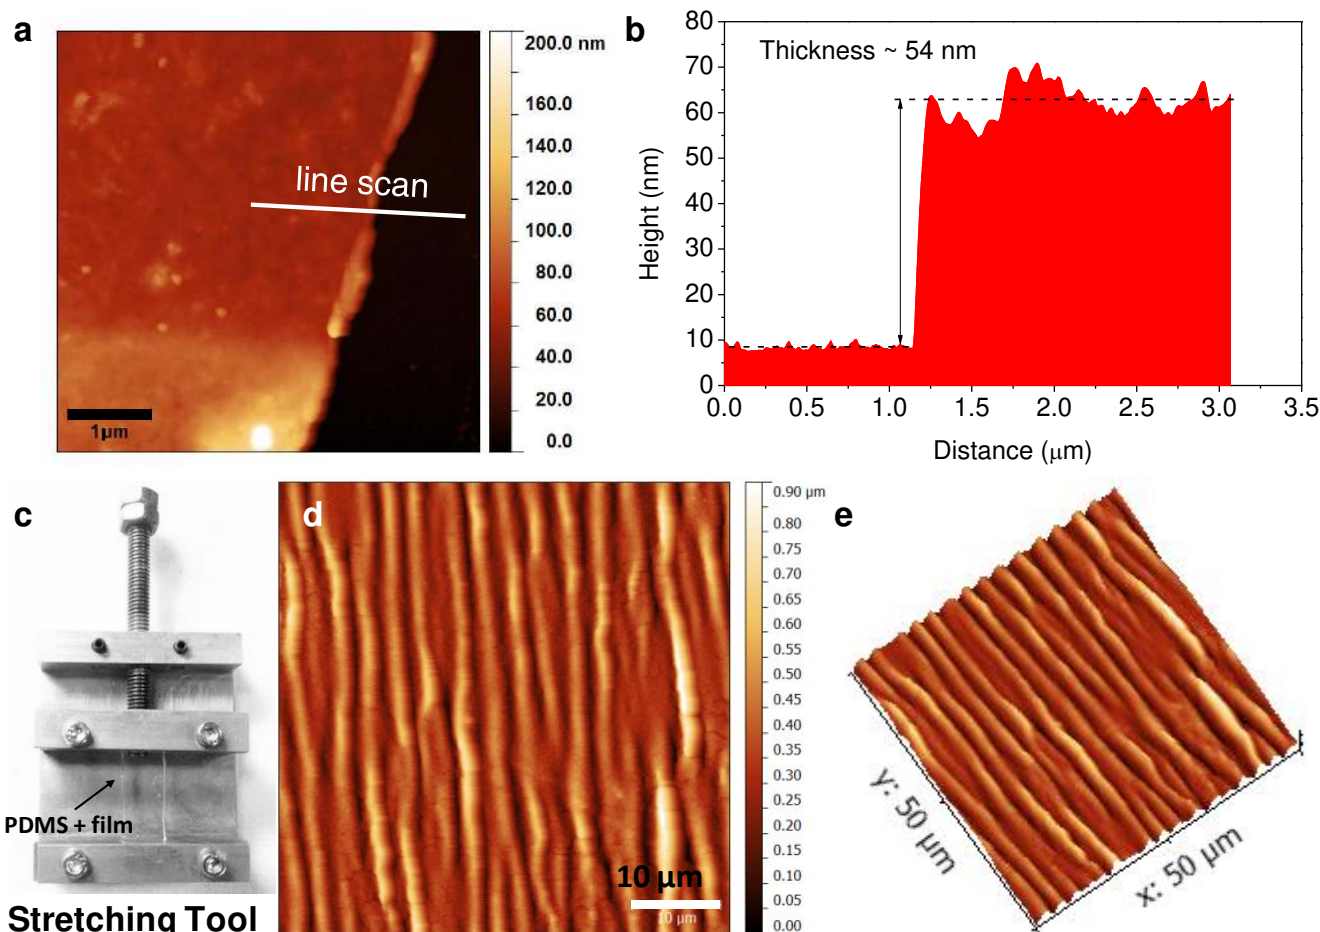 a
line scan
1µm
200.0 nm
160.0
140.0
120.0
100.0
80.0
60.0
40.0
20.0
0.0
b
Thickness ~ 54 nm
Height (nm)
80
70
60
50
40
30
20
10
0
0.0 0.5 1.0 1.5 2.0 2.5 3.0 3.5
Distance (µm)
c
PDMS + film
Stretching Tool
d
10 µm
10 µm
0.90 µm
0.80
0.75
0.70
0.65
0.60
0.55
0.50
0.45
0.40
0.35
0.30
0.25
0.20
0.15
0.10
0.05
0.00
e
y: 50 µm
x: 50 µm